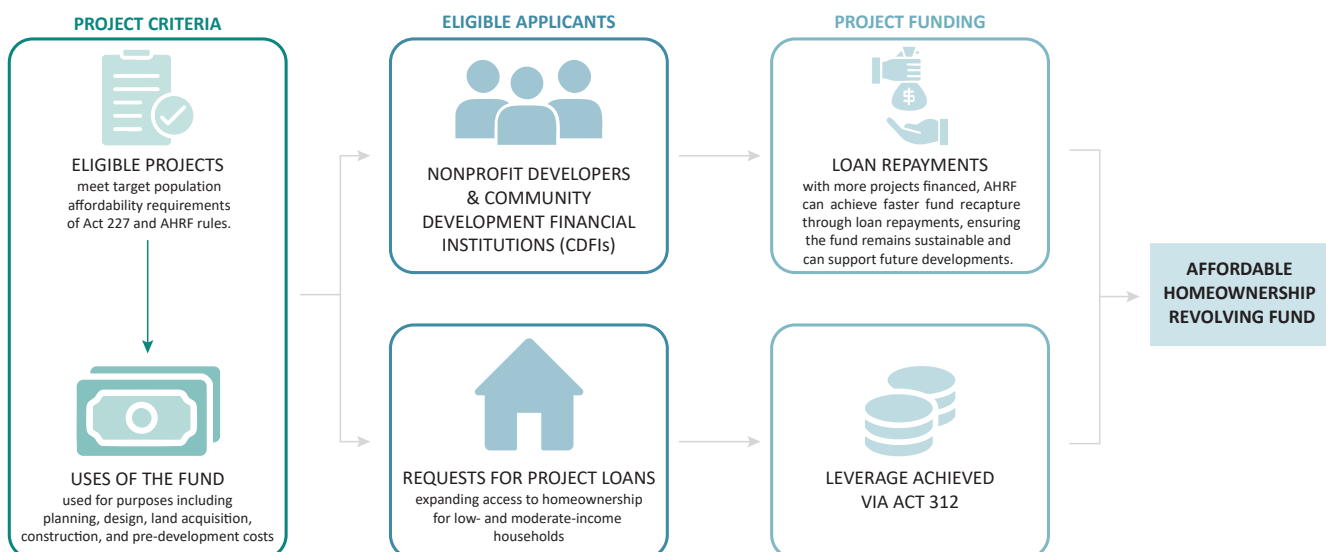 PROJECT CRITERIA
ELIGIBLE PROJECTS
meet target population
affordability requirements
of Act 227 and AHRF rules.
USES OF THE FUND
used for purposes including
planning, design, land acquisition,
construction, and pre-development costs
ELIGIBLE APPLICANTS
NONPROFIT DEVELOPERS
& COMMUNITY
DEVELOPMENT FINANCIAL
INSTITUTIONS (CDFIs)
REQUESTS FOR PROJECT LOANS
expanding access to homeownership
for low- and moderate-income
households
PROJECT FUNDING
$
LOAN REPAYMENTS
with more projects financed, AHRF
can achieve faster fund recapture
through loan repayments, ensuring
the fund remains sustainable and
can support future developments.
LEVERAGE ACHIEVED
VIA ACT 312
AFFORDABLE
HOMEOWNERSHIP
REVOLVING FUND